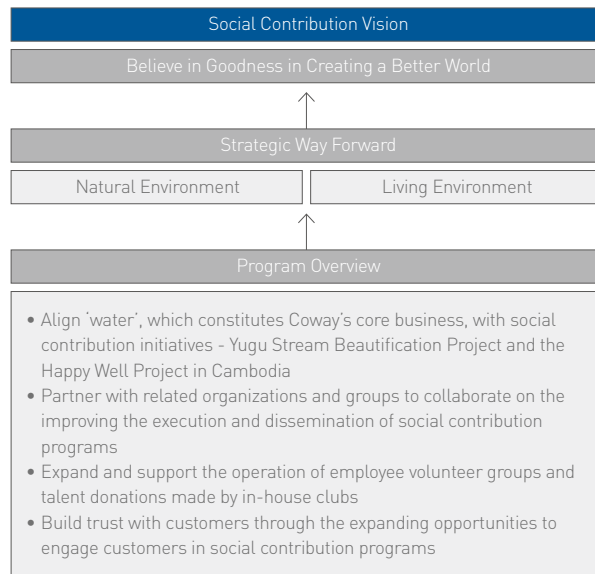 Social Contribution Vision
Believe in Goodness in Creating a Better World
Strategic Way Forward
Natural Environment
Living Environment
Program Overview
• Align ‘water’, which constitutes Coway’s core business, with social
contribution initiatives - Yugu Stream Beautification Project and the
Happy Well Project in Cambodia
• Partner with related organizations and groups to collaborate on the
improving the execution and dissemination of social contribution
programs
• Expand and support the operation of employee volunteer groups and
talent donations made by in-house clubs
• Build trust with customers through the expanding opportunities to
engage customers in social contribution programs